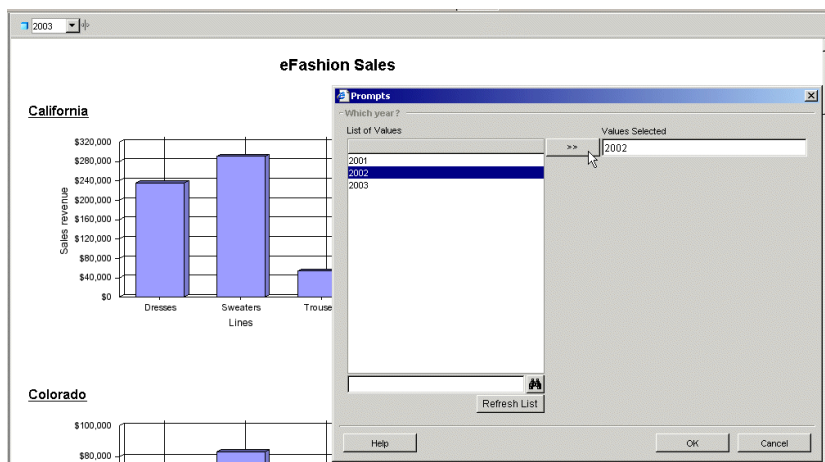 2003
eFashion Sales
California
$320,000
$280,000
$240,000
$200,000
$160,000
$120,000
$80,000
$40,000
$0
Sales revenue
Dresses
Sweaters
Trouse
Lines
Colorado
$100,000
$80,000
Prompts
Which year?
List of Values
2001
2002
2003
>>
Values Selected
2002
Refresh List
Help
OK
Cancel